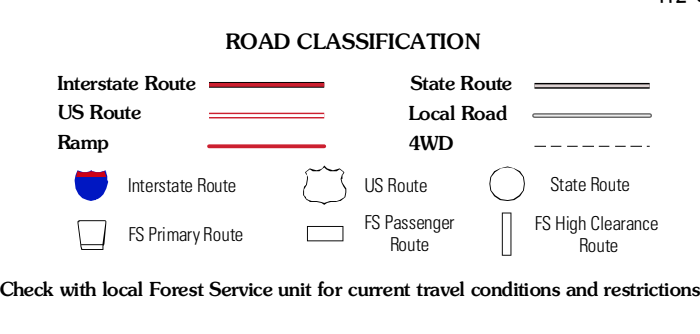 ROAD CLASSIFICATION
Interstate Route
State Route
US Route
Local Road
Ramp
4WD
Interstate Route
US Route
State Route
FS Primary Route
FS Passenger
Route
FS High Clearance
Route
Check with local Forest Service unit for current travel conditions and restrictions